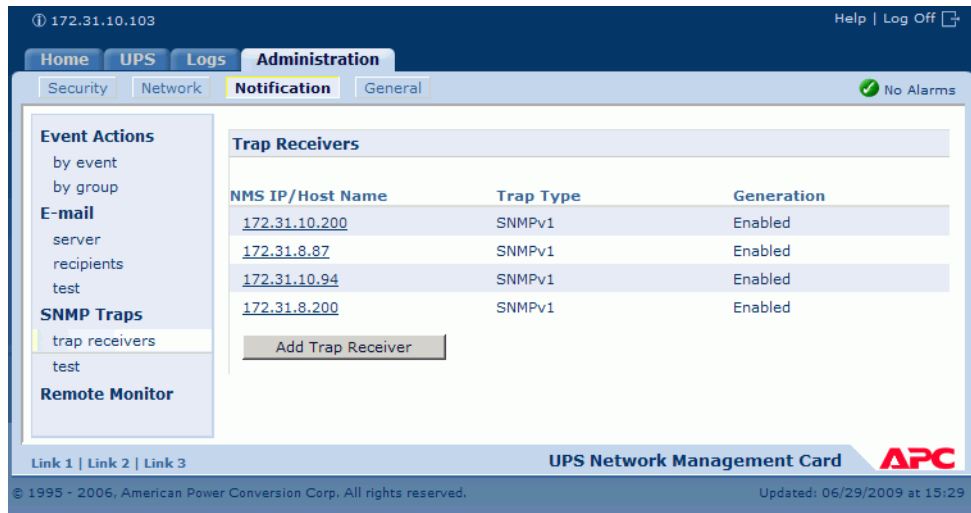 172.31.10.103
Help | Log Off
Home UPS Logs Administration
Security Network Notification General
No Alarms
Event Actions
by event
by group
E-mail
server
recipients
test
SNMP Traps
trap receivers
test
Remote Monitor
Trap Receivers
NMS IP/Host Name Trap Type Generation
172.31.10.200 SNMPv1 Enabled
172.31.8.87 SNMPv1 Enabled
172.31.10.94 SNMPv1 Enabled
172.31.8.200 SNMPv1 Enabled
Add Trap Receiver
Link 1 | Link 2 | Link 3
UPS Network Management Card
APC
© 1995 - 2006, American Power Conversion Corp. All rights reserved.
Updated: 06/29/2009 at 15:29